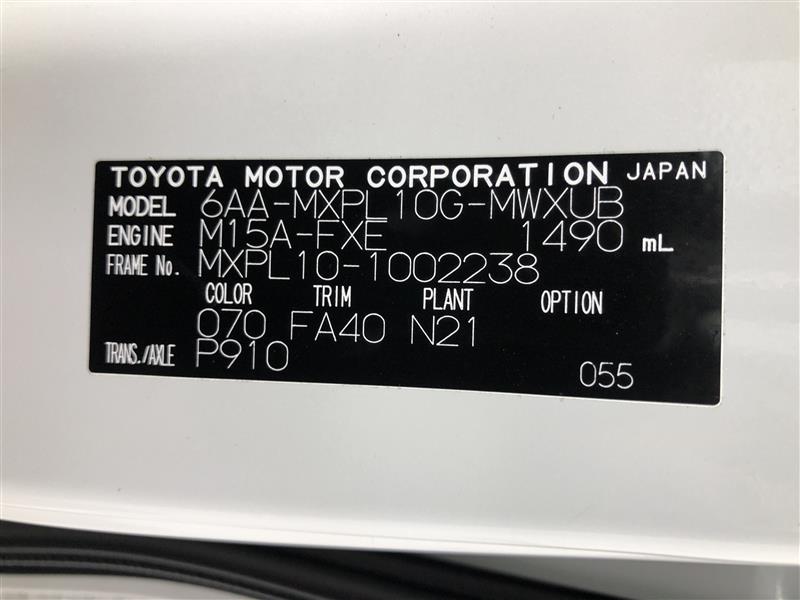 TOYOTA MOTOR CORPORATION JAPAN
MODEL 6AA-MXPL10G-MWXUB
ENGINE M15A-FXE 1490 mL
FRAME No. MXPL10-1002238
COLOR TRIM PLANT OPTION
070 FA40 N21
TRANS./AXLE P910
055